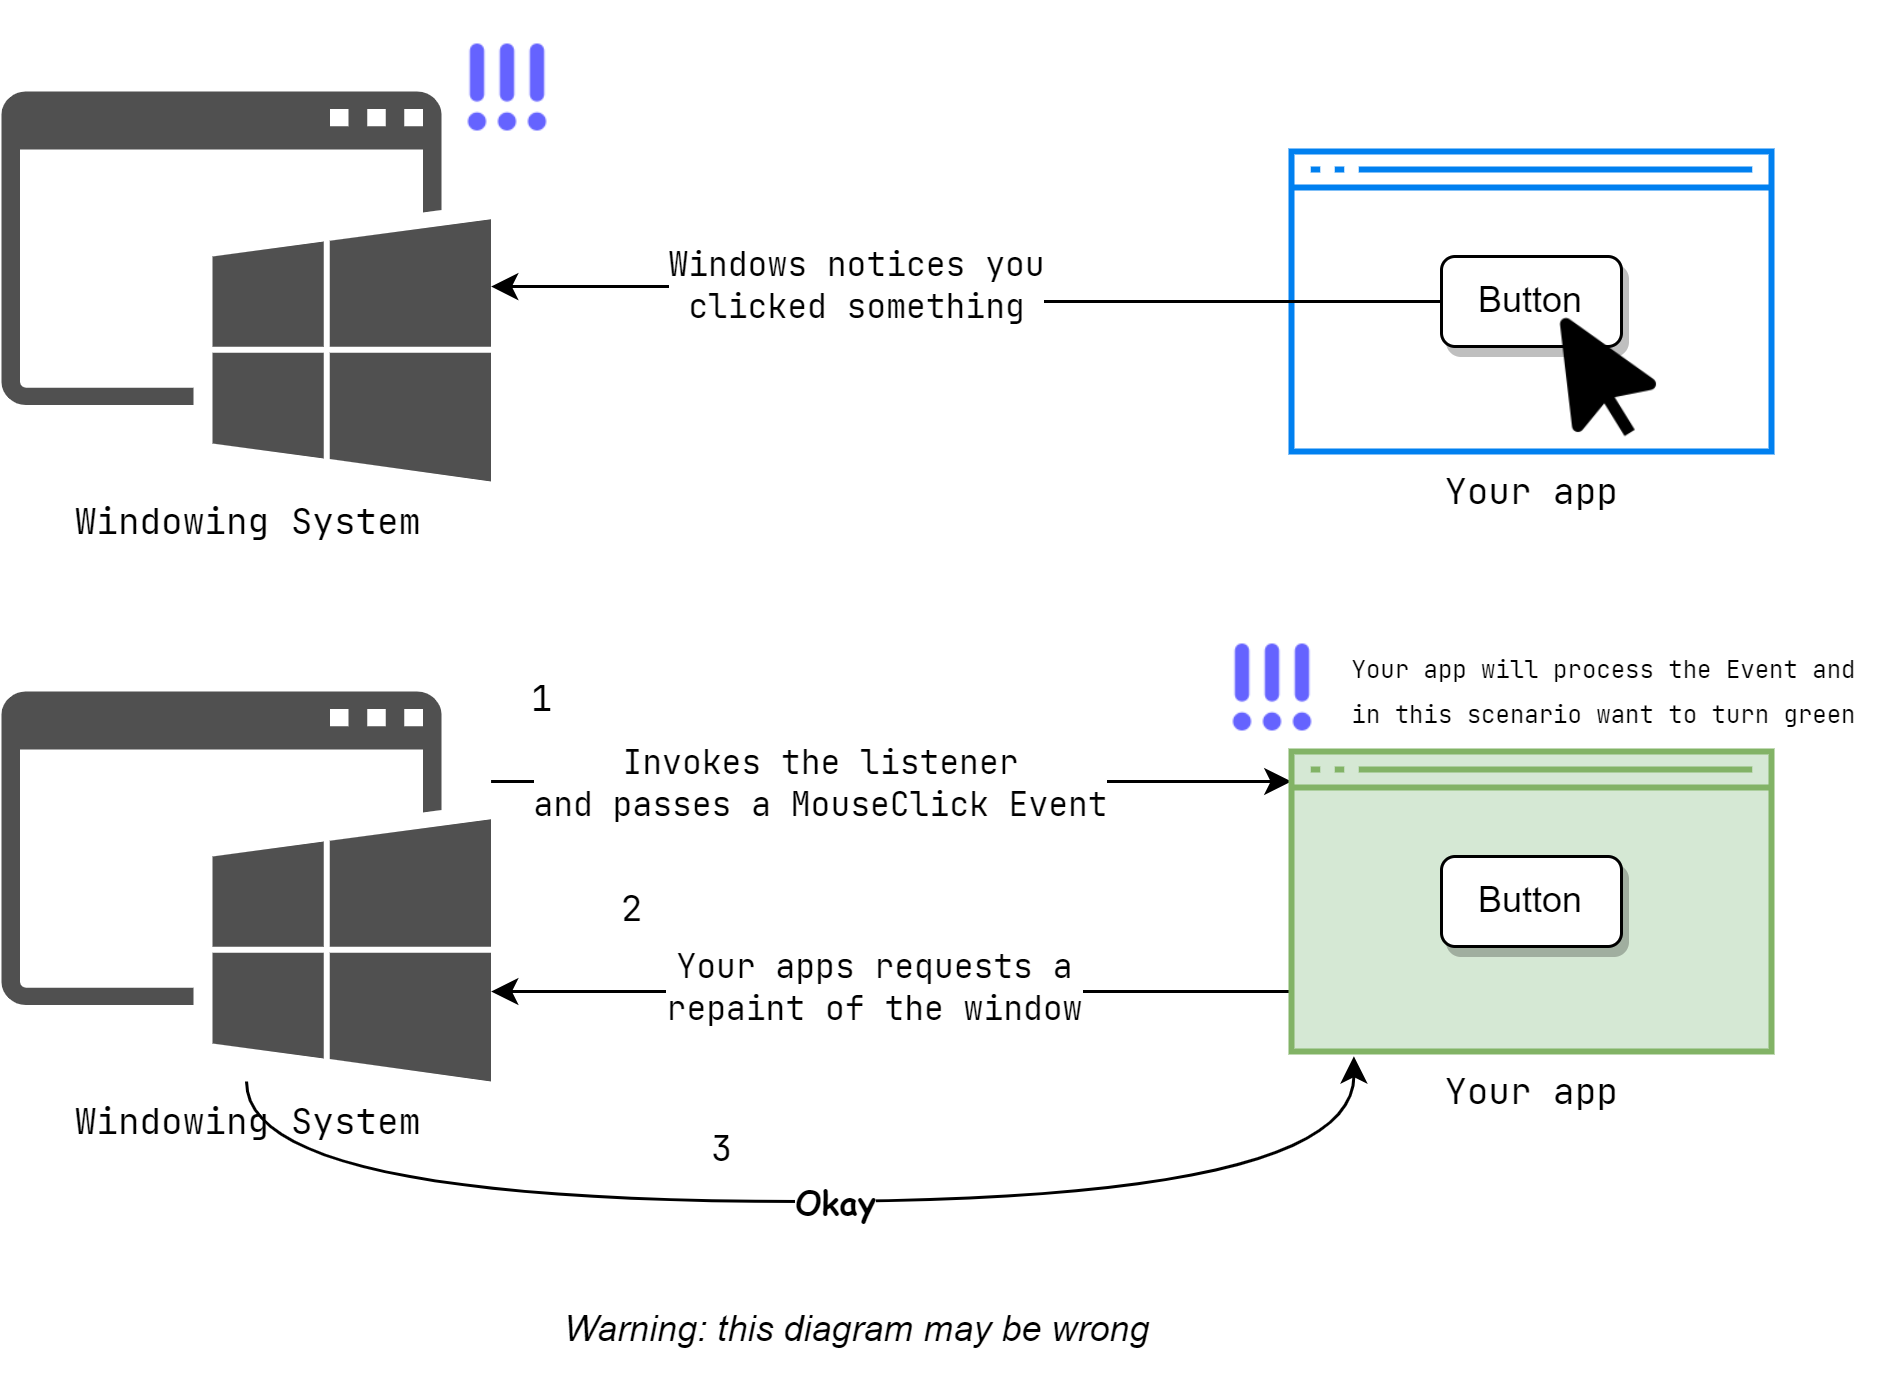 Windows notices you
clicked something
Button
Your app
Windowing System
Your app will process the Event and
in this scenario want to turn green
1
Invokes the listener
and passes a MouseClick Event
Button
2
Your apps requests a
repaint of the window
Your app
Windowing System
3
Okay
Warning: this diagram may be wrong